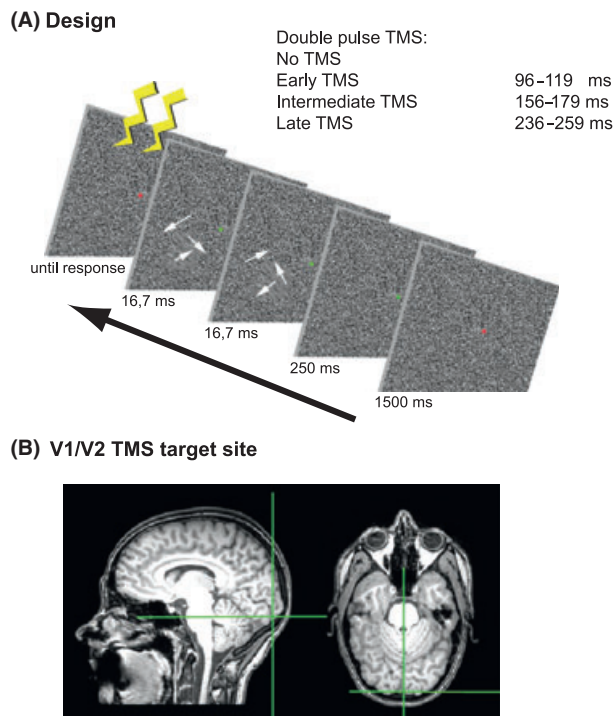 (A) Design
Double pulse TMS:
No TMS
Early TMS 96–119 ms
Intermediate TMS 156–179 ms
Late TMS 236–259 ms
until response
16,7 ms
16,7 ms
250 ms
1500 ms
(B) V1/V2 TMS target site